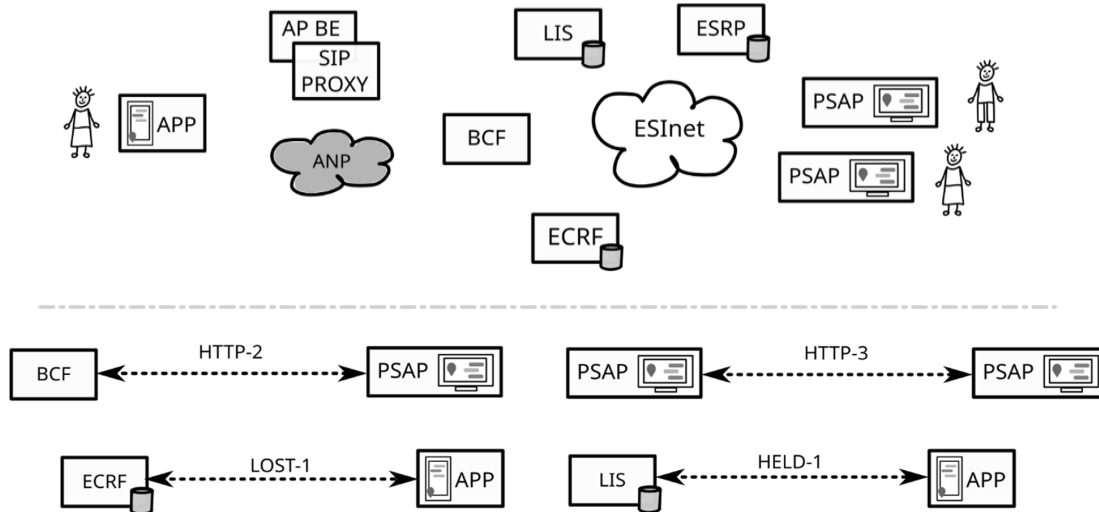 AP BE
SIP
PROXY
LIS
ESRP
APP
ANP
BCF
ESInet
PSAP
PSAP
ECRF
BCF
HTTP-2
PSAP
PSAP
HTTP-3
PSAP
ECRF
LOST-1
APP
LIS
HELD-1
APP